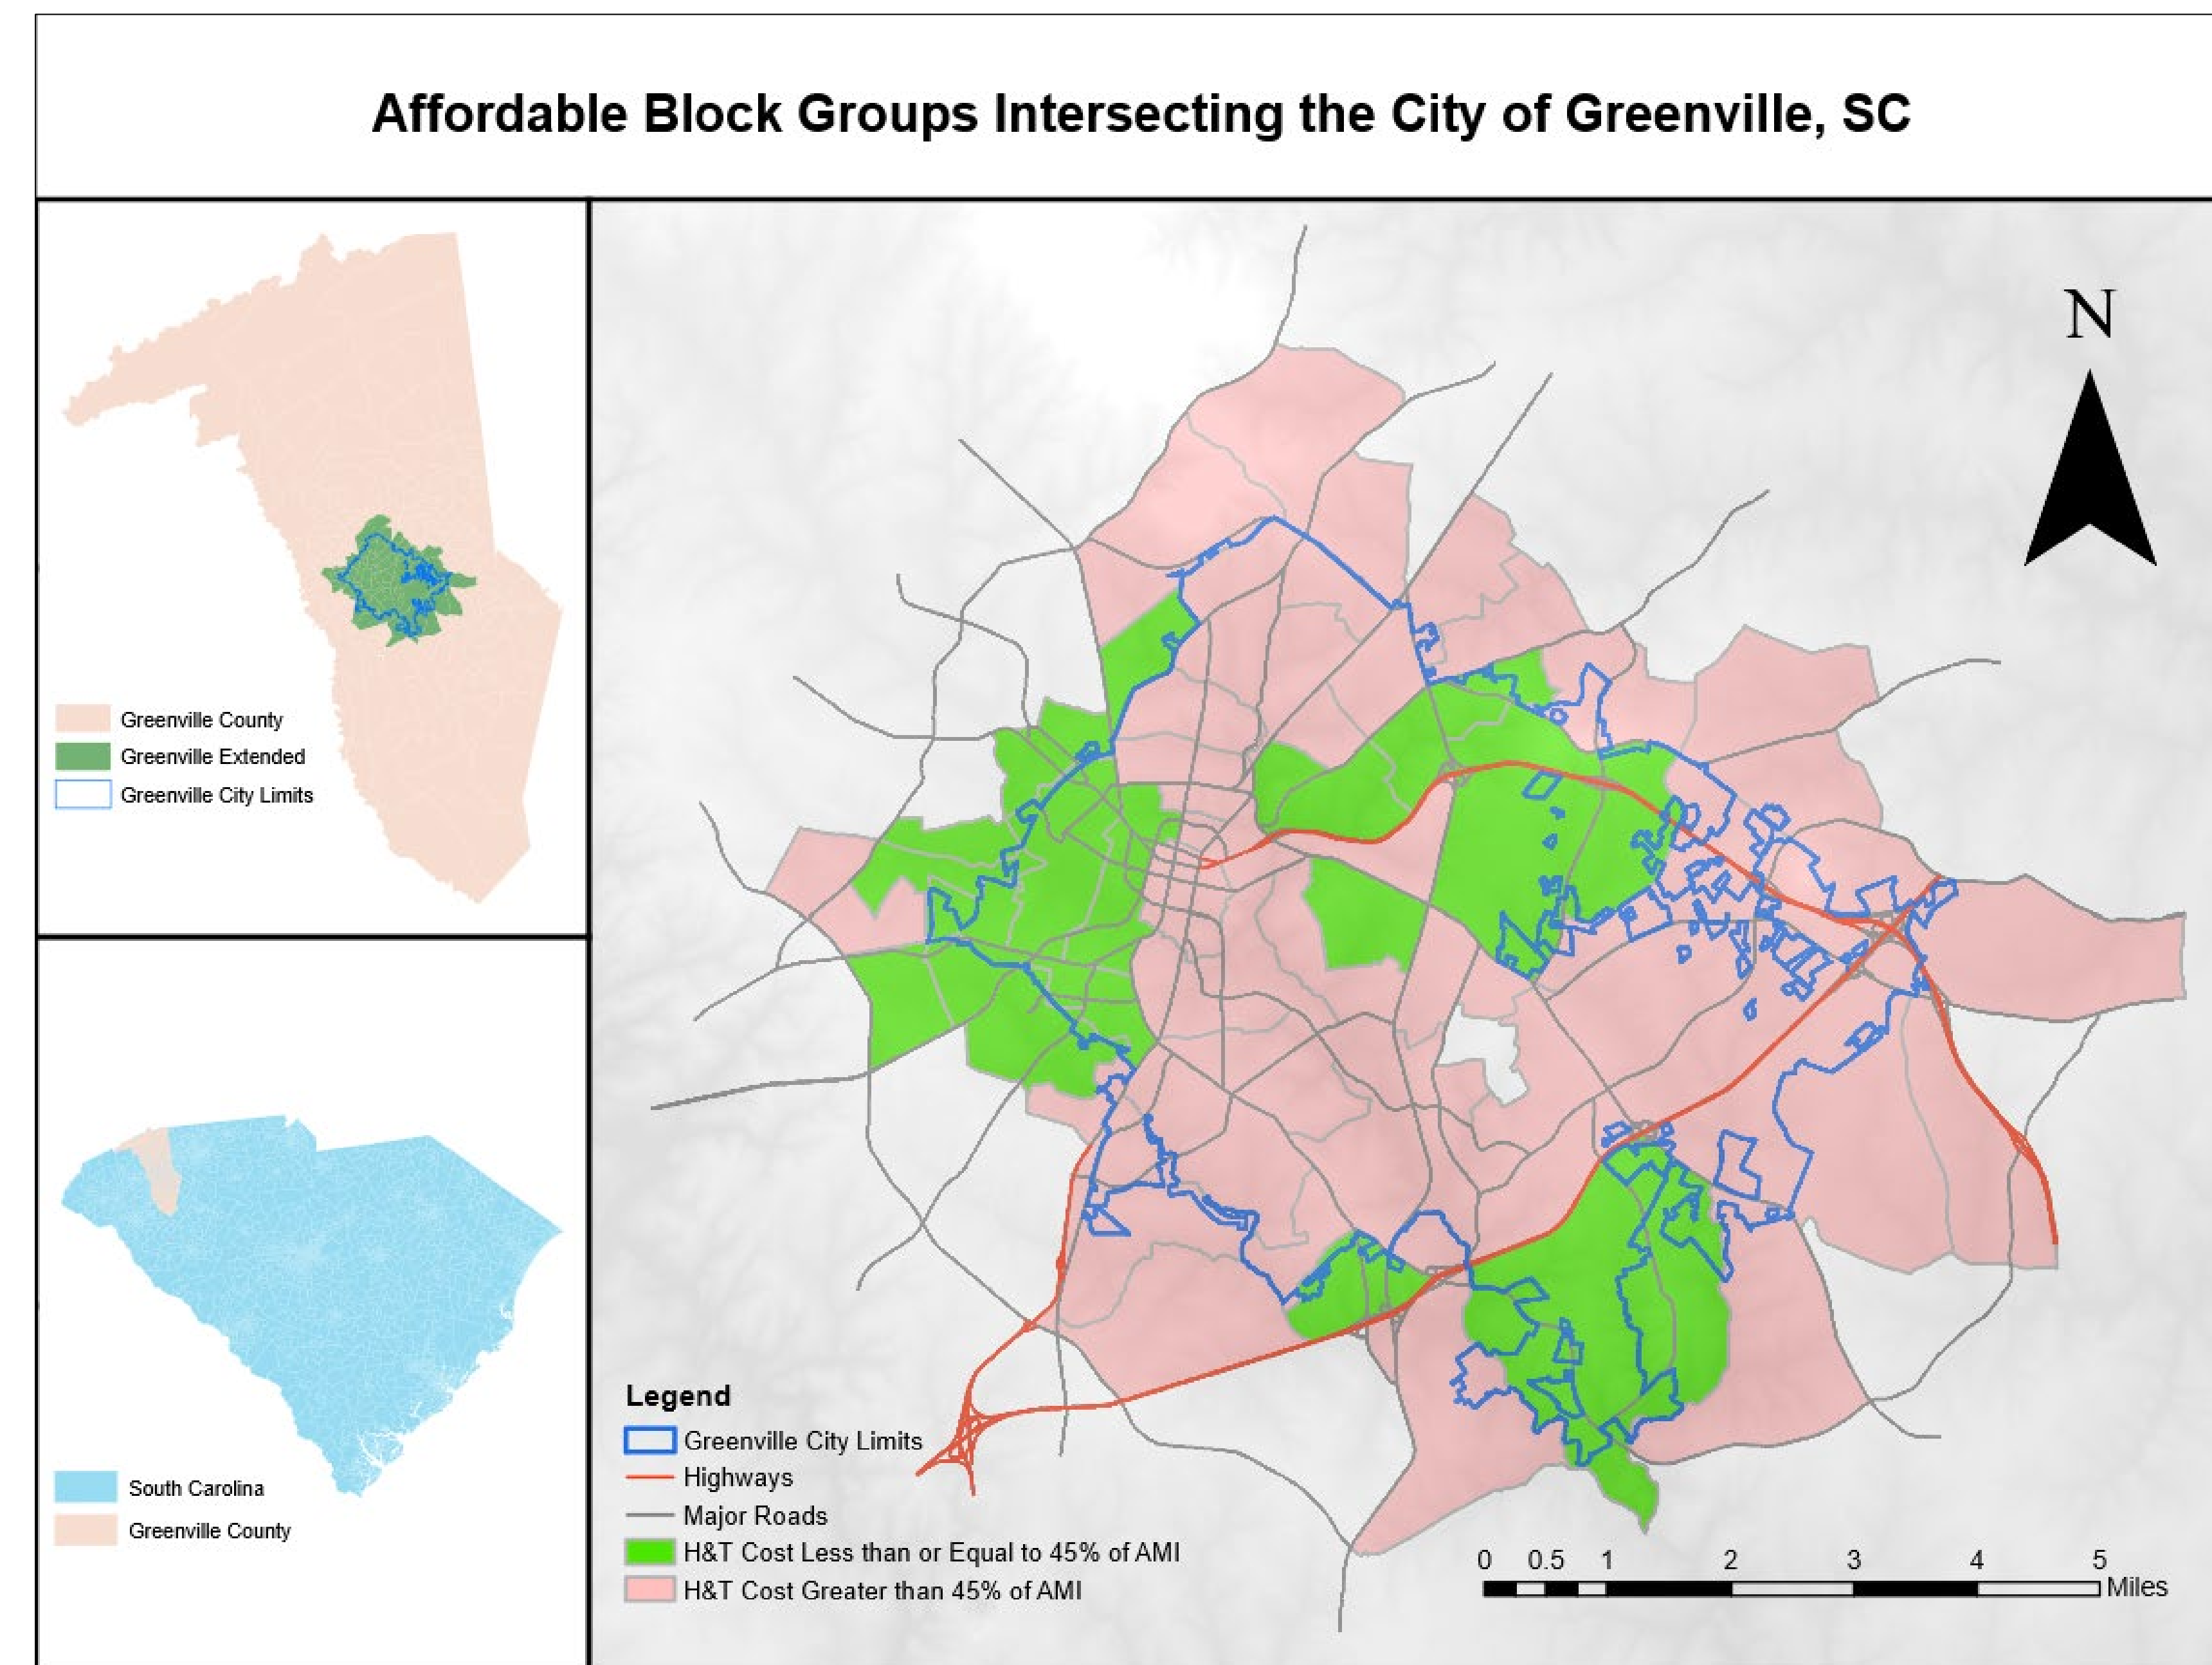 Affordable Block Groups Intersecting the City of Greenville, SC
Greenville County
Greenville Extended
Greenville City Limits
South Carolina
Greenville County
N
Legend
Greenville City Limits
Highways
Major Roads
H&T Cost Less than or Equal to 45% of AMI
H&T Cost Greater than 45% of AMI
0 0.5 1 2 3 4 5
Miles